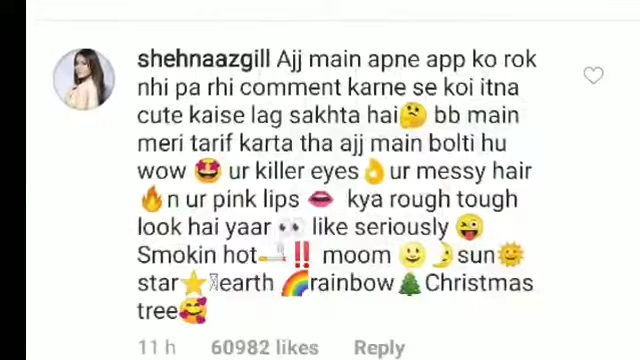 shehnaazgill Ajj main apne app ko rok
nhi pa rhi comment karne se koi itna
cute kaise lag sakhta hai🤔 bb main
meri tarif karta tha ajj main bolti hu
wow 🤩 ur killer eyes👌ur messy hair
🔥n ur pink lips 👄 kya rough tough
look hai yaar 👀 like seriously 😜
Smokin hot🚬‼️ moom 🌝🌛sun🌞
star⭐earth 🌈rainbow🌲Christmas
tree🥰
11 h 60982 likes Reply